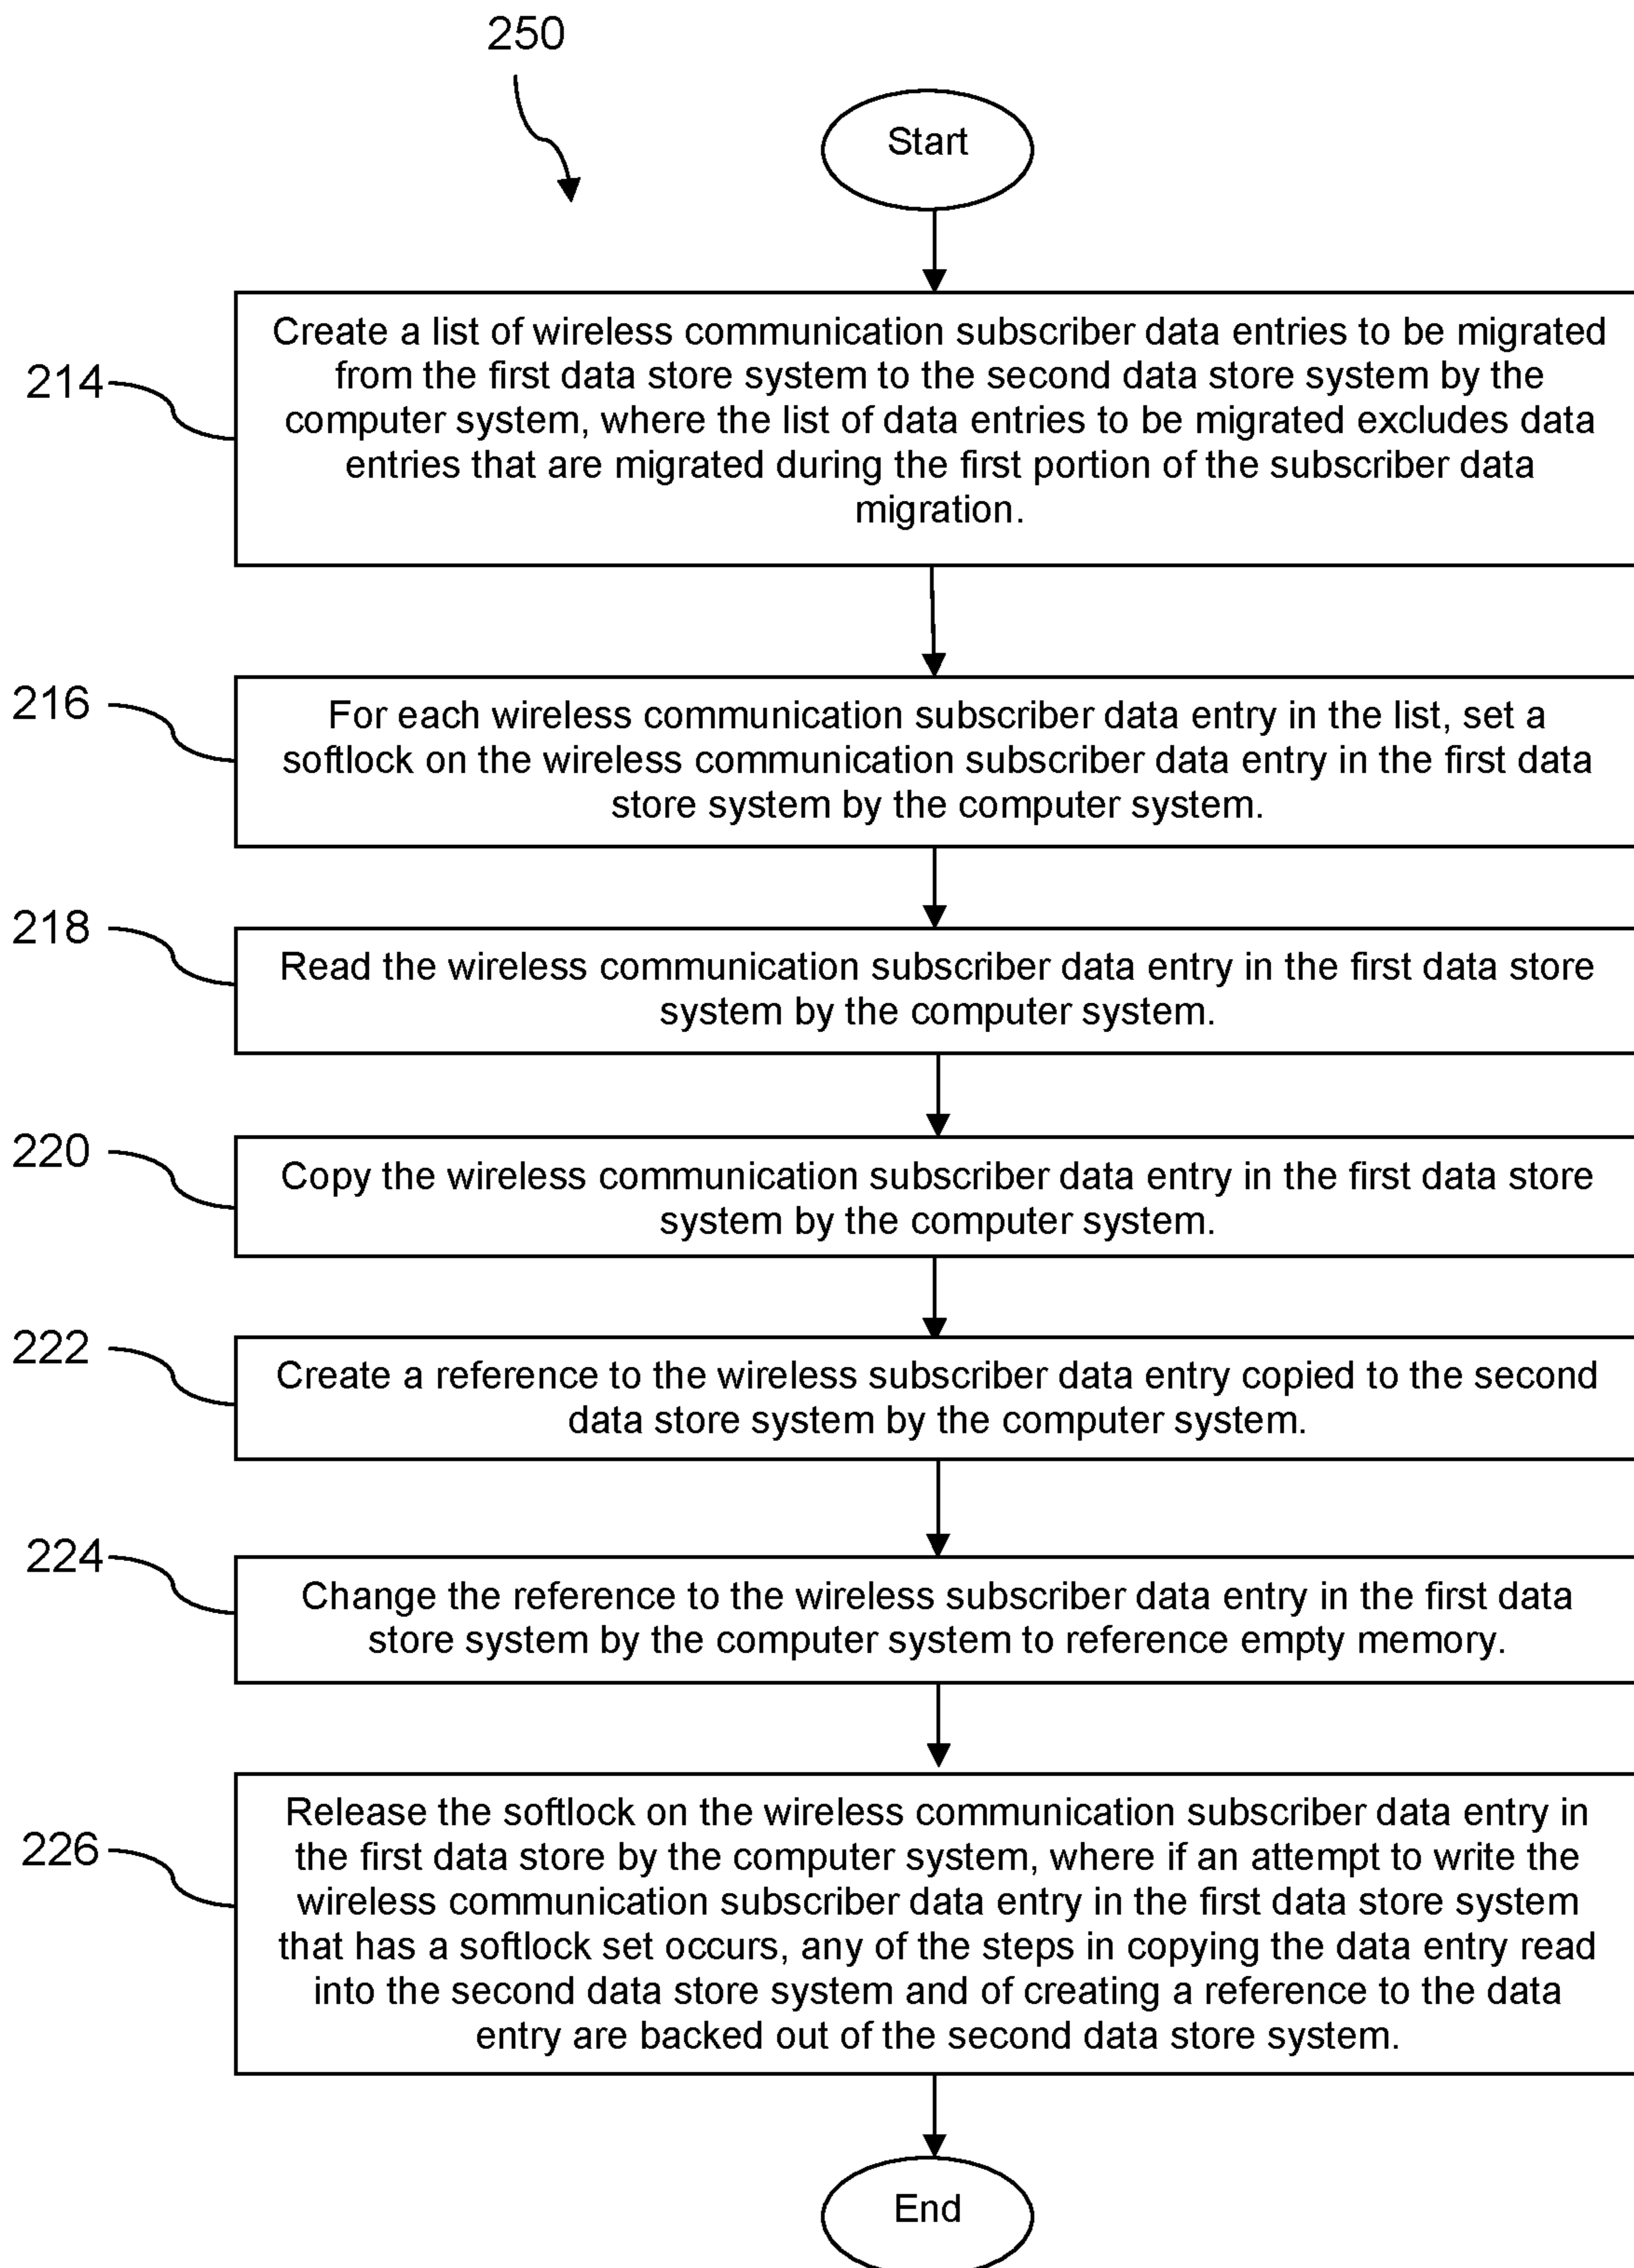 250
Start
214
Create a list of wireless communication subscriber data entries to be migrated
from the first data store system to the second data store system by the
computer system, where the list of data entries to be migrated excludes data
entries that are migrated during the first portion of the subscriber data
migration.
216
For each wireless communication subscriber data entry in the list, set a
softlock on the wireless communication subscriber data entry in the first data
store system by the computer system.
218
Read the wireless communication subscriber data entry in the first data store
system by the computer system.
220
Copy the wireless communication subscriber data entry in the first data store
system by the computer system.
222
Create a reference to the wireless subscriber data entry copied to the second
data store system by the computer system.
224
Change the reference to the wireless subscriber data entry in the first data
store system by the computer system to reference empty memory.
226
Release the softlock on the wireless communication subscriber data entry in
the first data store by the computer system, where if an attempt to write the
wireless communication subscriber data entry in the first data store system
that has a softlock set occurs, any of the steps in copying the data entry read
into the second data store system and of creating a reference to the data
entry are backed out of the second data store system.
End